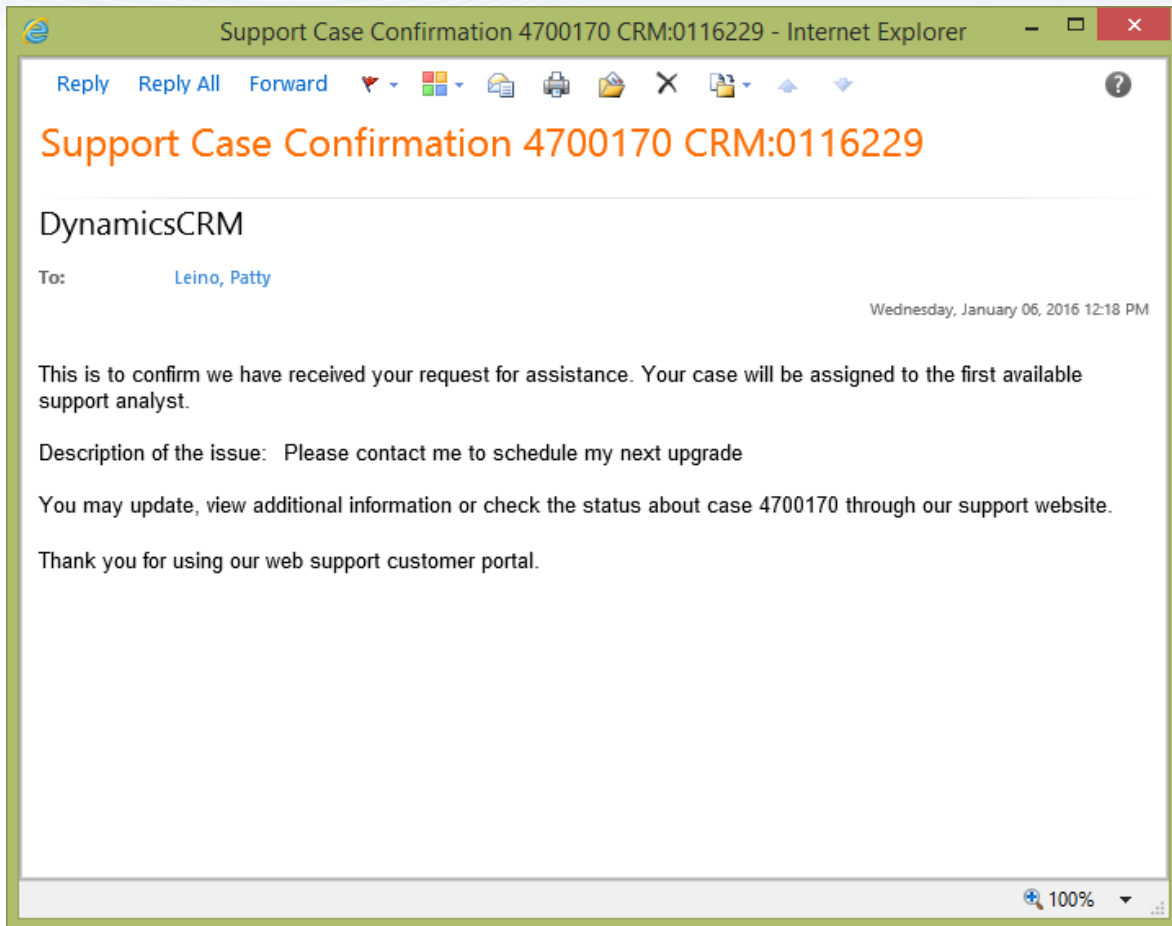 Support Case Confirmation 4700170 CRM:0116229 - Internet Explorer
Reply Reply All Forward
Support Case Confirmation 4700170 CRM:0116229
DynamicsCRM
To: Leino, Patty
Wednesday, January 06, 2016 12:18 PM
This is to confirm we have received your request for assistance. Your case will be assigned to the first available
support analyst.
Description of the issue: Please contact me to schedule my next upgrade
You may update, view additional information or check the status about case 4700170 through our support website.
Thank you for using our web support customer portal.
100%